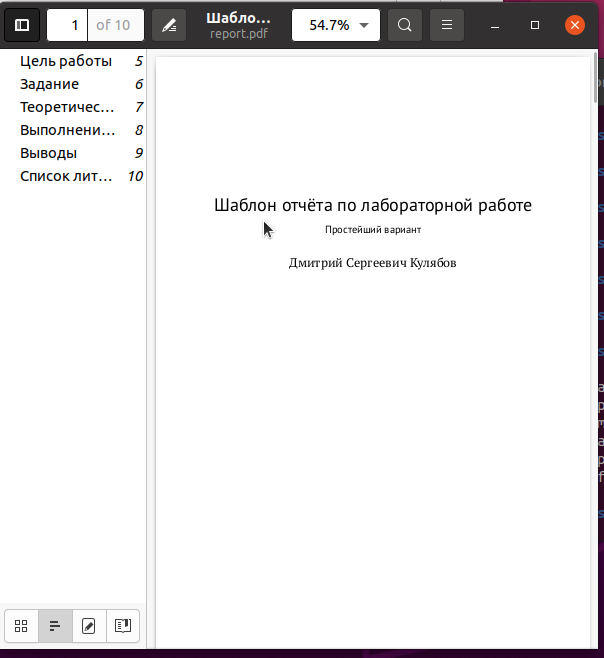 1 of 10
Шабло...
report.pdf
54.7%
Цель работы 5
Задание 6
Теоретичес... 7
Выполнени... 8
Выводы 9
Список лит... 10
Шаблон отчёта по лабораторной работе
Простейший вариант
Дмитрий Сергеевич Кулябов